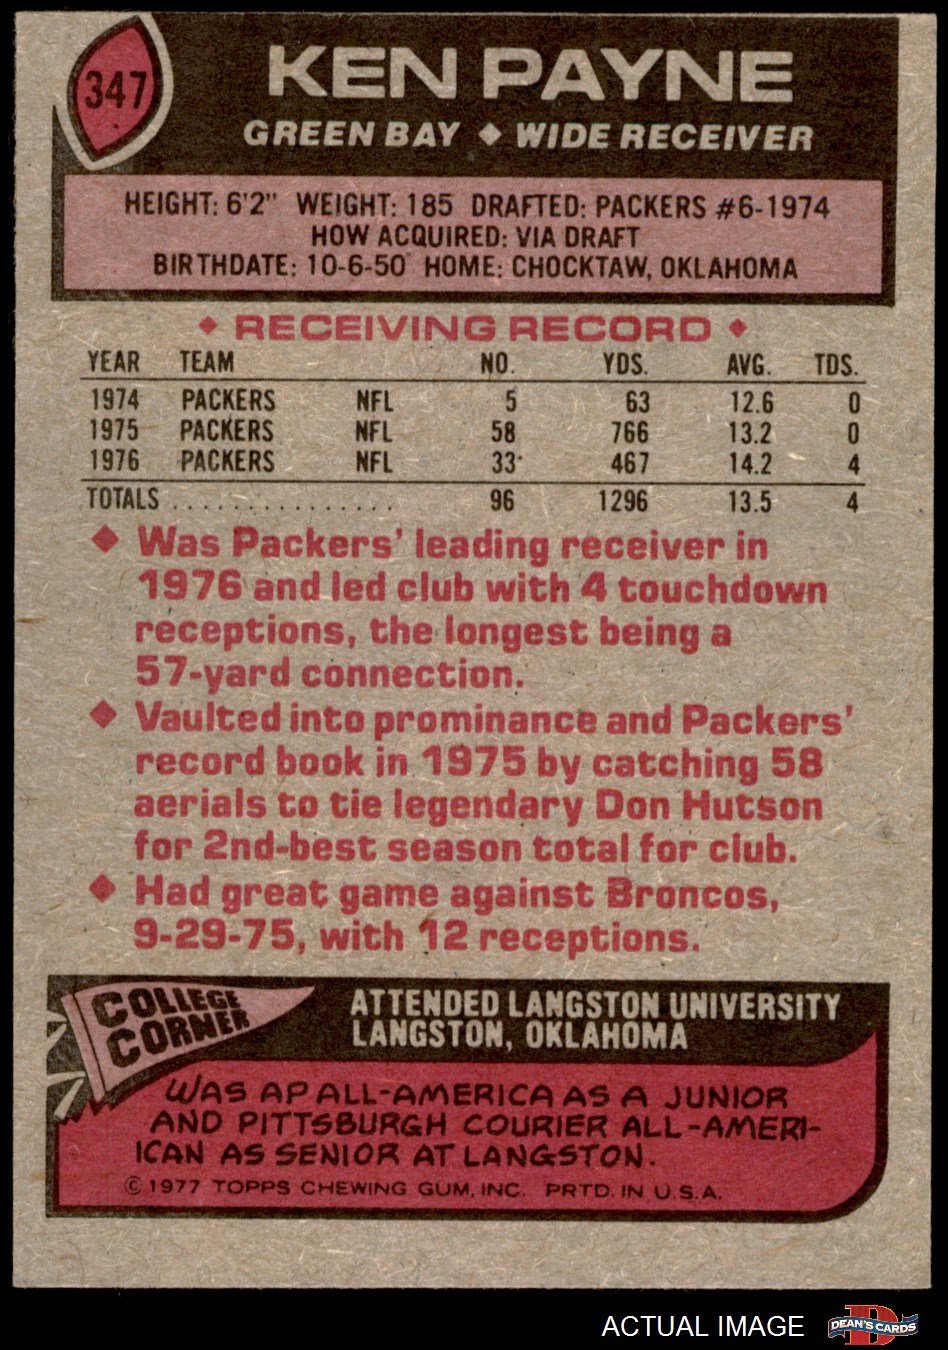 347
KEN PAYNE
GREEN BAY ◆ WIDE RECEIVER
HEIGHT: 6'2" WEIGHT: 185 DRAFTED: PACKERS #6-1974
HOW ACQUIRED: VIA DRAFT
BIRTHDATE: 10-6-50 HOME: CHOCKTAW, OKLAHOMA
◆ RECEIVING RECORD ◆
YEAR TEAM NO. YDS. AVG. TDS.
1974 PACKERS NFL 5 63 12.6 0
1975 PACKERS NFL 58 766 13.2 0
1976 PACKERS NFL 33 467 14.2 4
TOTALS . . . . . . . . . . . . . . . . 96 1296 13.5 4
◆ Was Packers' leading receiver in
1976 and led club with 4 touchdown
receptions, the longest being a
57-yard connection.
◆ Vaulted into prominance and Packers'
record book in 1975 by catching 58
aerials to tie legendary Don Hutson
for 2nd-best season total for club.
◆ Had great game against Broncos,
9-29-75, with 12 receptions.
COLLEGE
CORNER
ATTENDED LANGSTON UNIVERSITY
LANGSTON, OKLAHOMA
WAS AP ALL-AMERICA AS A JUNIOR
AND PITTSBURGH COURIER ALL-AMERI-
ICAN AS SENIOR AT LANGSTON.
© 1977 TOPPS CHEWING GUM, INC. PRTD. IN U.S.A.
ACTUAL IMAGE
D
DEAN'S CARDS